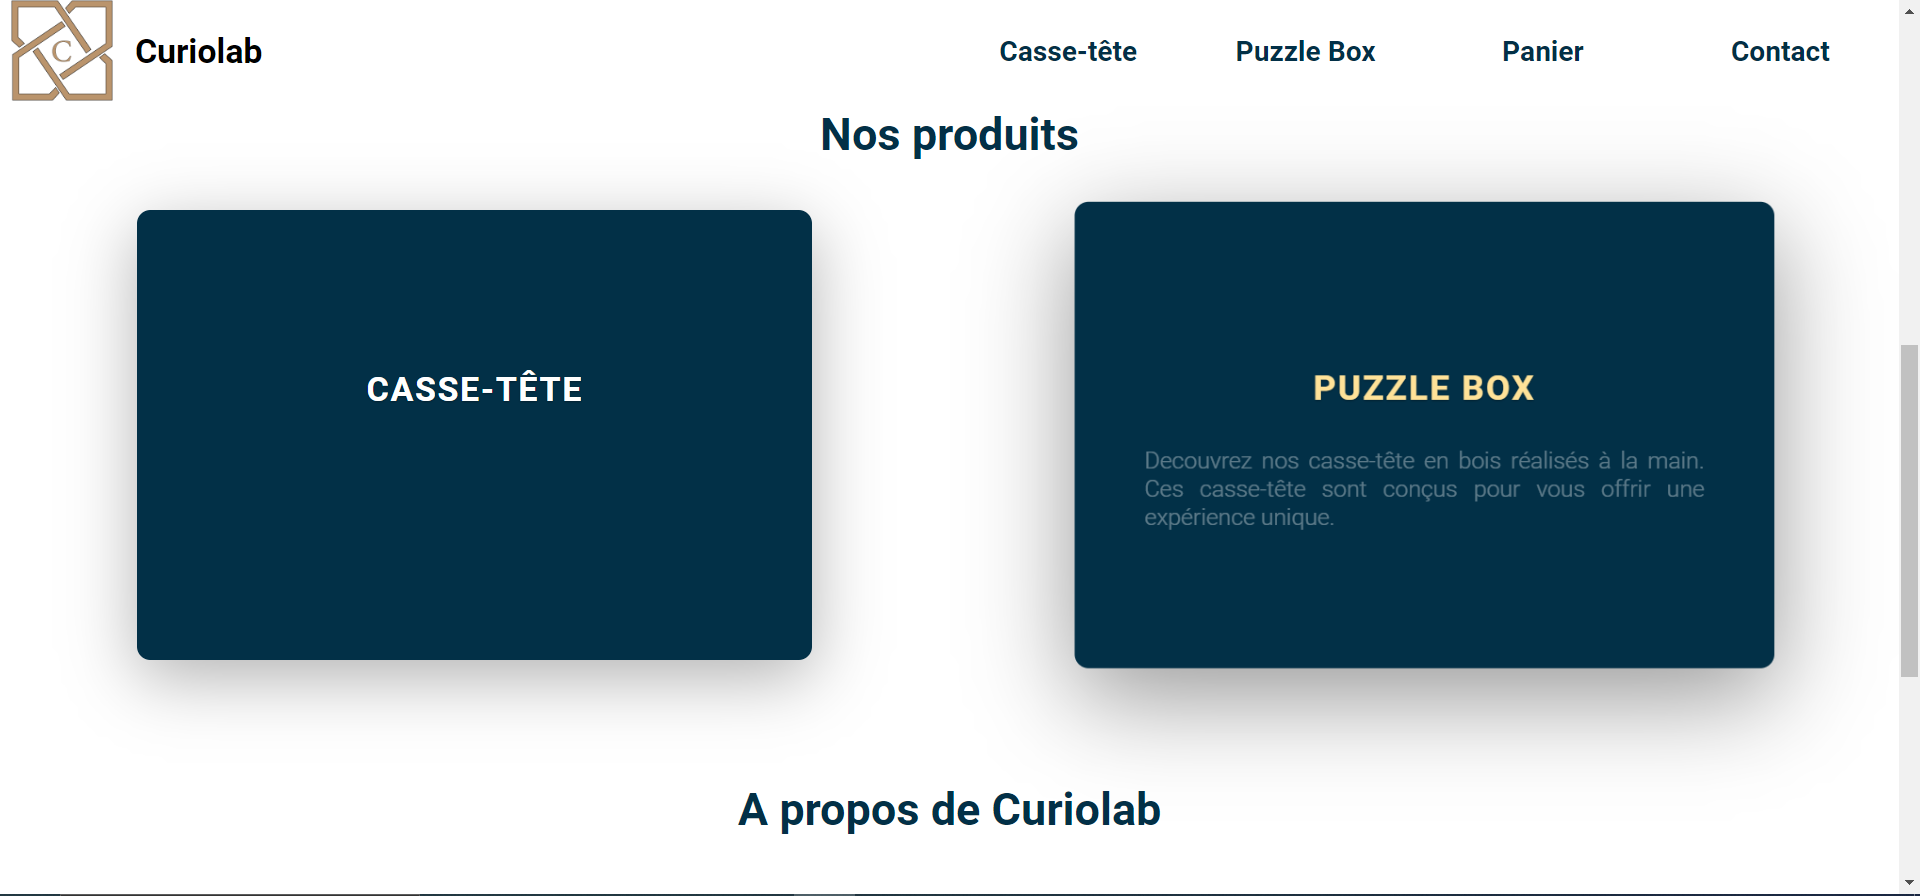 C
Curiolab
Casse-tête Puzzle Box Panier Contact
Nos produits
CASSE-TÊTE
PUZZLE BOX
Decouvrez nos casse-tête en bois réalisés à la main.
Ces casse-tête sont conçus pour vous offrir une
expérience unique.
A propos de Curiolab